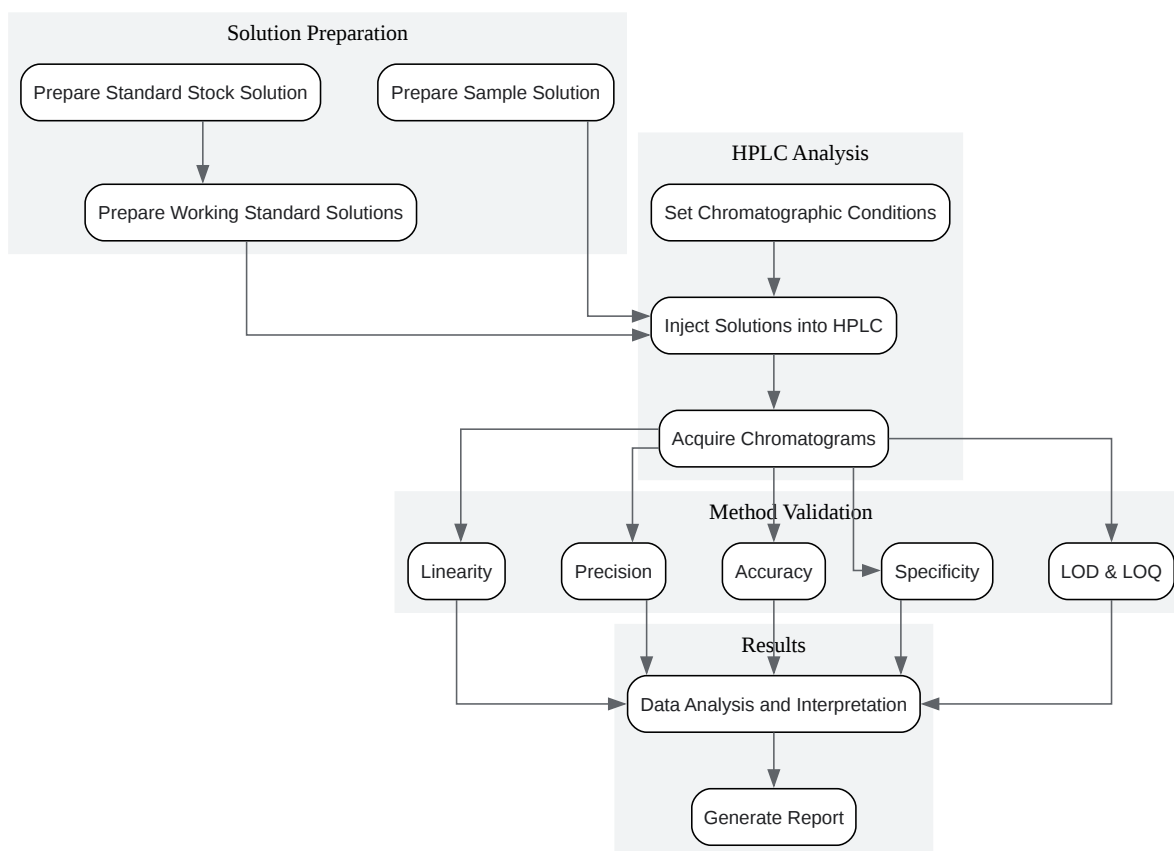 Solution Preparation
Prepare Standard Stock Solution
Prepare Sample Solution
Prepare Working Standard Solutions
HPLC Analysis
Set Chromatographic Conditions
Inject Solutions into HPLC
Acquire Chromatograms
Method Validation
Linearity
Precision
Accuracy
Specificity
LOD & LOQ
Results
Data Analysis and Interpretation
Generate Report